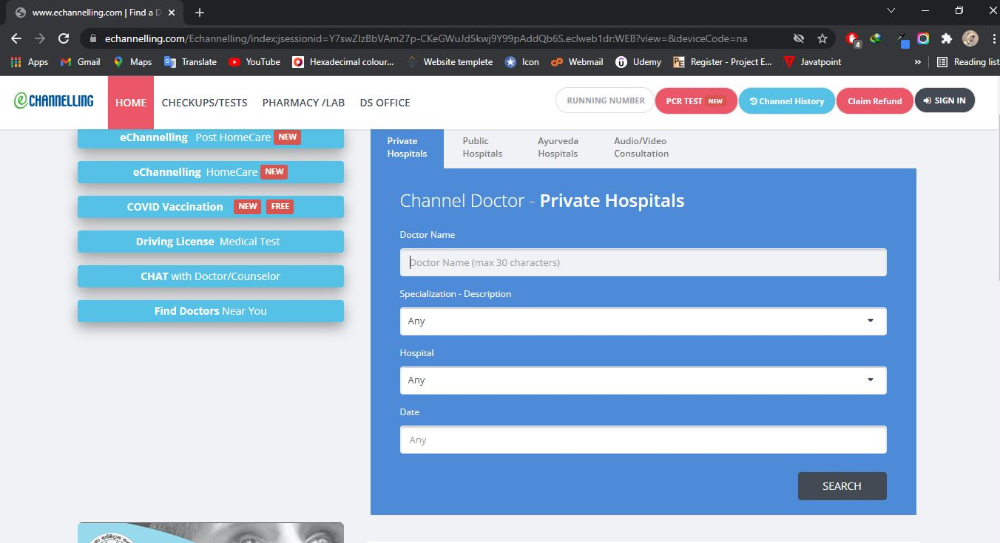 www.echannelling.com | Find a D
echannelling.com/Echannelling/index;jsessionid=Y7swZIzBbVAm27p-CKeGWuJd5kwj9Y99pAddQb6S.eclweb1dr:WEB?view=&deviceCode=na
4
Apps Gmail Maps Translate YouTube Hexadecimal colour... Website templete Icon Webmail Udemy Register - Project E... Javatpoint » Reading list
eCHANNELLING HOME CHECKUPS/TESTS PHARMACY /LAB DS OFFICE RUNNING NUMBER PCR TEST NEW Channel History Claim Refund SIGN IN
eChannelling Post HomeCare NEW
eChannelling HomeCare NEW
COVID Vaccination NEW FREE
Driving License Medical Test
CHAT with Doctor/Counselor
Find Doctors Near You
Private
Hospitals
Public
Hospitals
Ayurveda
Hospitals
Audio/Video
Consultation
Channel Doctor - Private Hospitals
Doctor Name
Doctor Name (max 30 characters)
Specialization - Description
Any
Hospital
Any
Date
Any
SEARCH